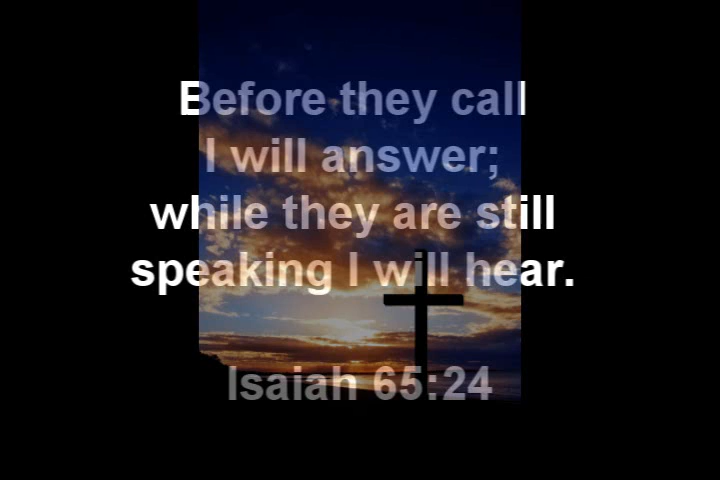 Before they call
I will answer;
while they are still
speaking I will hear.
Isaiah 65:24